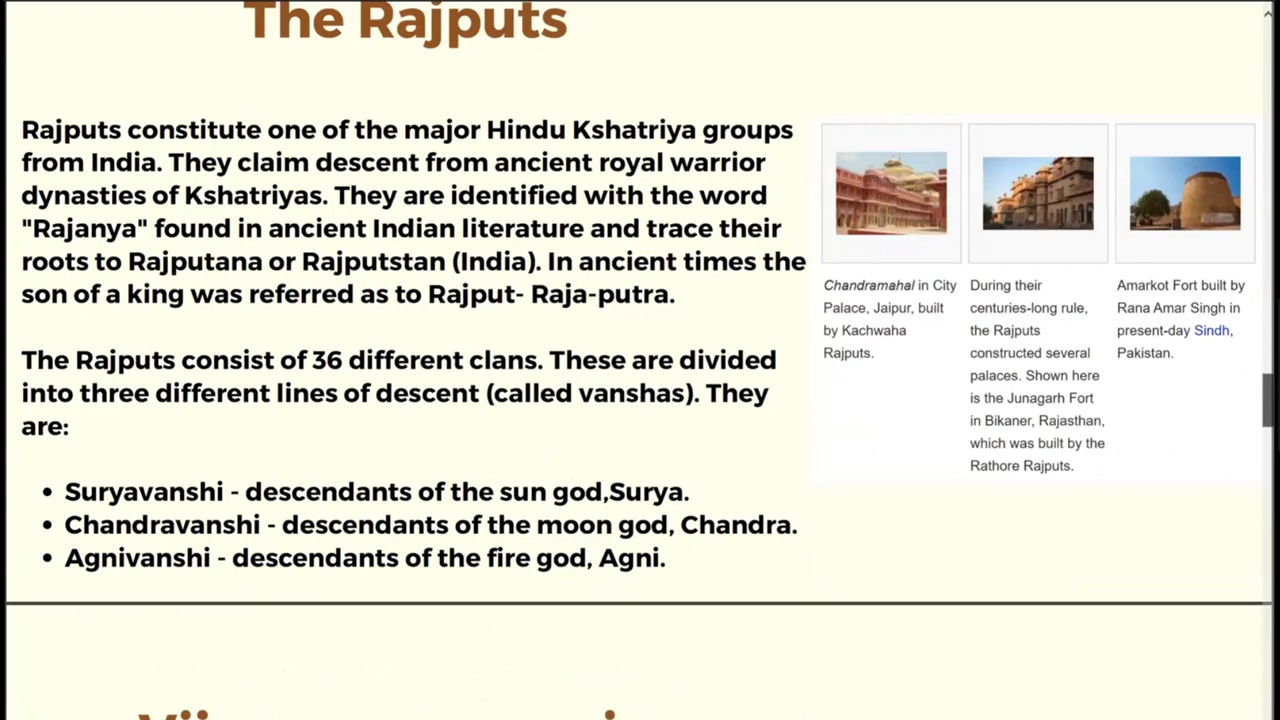 The Rajputs
Rajputs constitute one of the major Hindu Kshatriya groups
from India. They claim descent from ancient royal warrior
dynasties of Kshatriyas. They are identified with the word
"Rajanya" found in ancient Indian literature and trace their
roots to Rajputana or Rajputstan (India). In ancient times the
son of a king was referred as to Rajput- Raja-putra.
The Rajputs consist of 36 different clans. These are divided
into three different lines of descent (called vanshas). They
are:
• Suryavanshi - descendants of the sun god,Surya.
• Chandravanshi - descendants of the moon god, Chandra.
• Agnivanshi - descendants of the fire god, Agni.
Chandramahal in City
Palace, Jaipur, built
by Kachwaha
Rajputs.
During their
centuries-long rule,
the Rajputs
constructed several
palaces. Shown here
is the Junagarh Fort
in Bikaner, Rajasthan,
which was built by the
Rathore Rajputs.
Amarkot Fort built by
Rana Amar Singh in
present-day Sindh,
Pakistan.